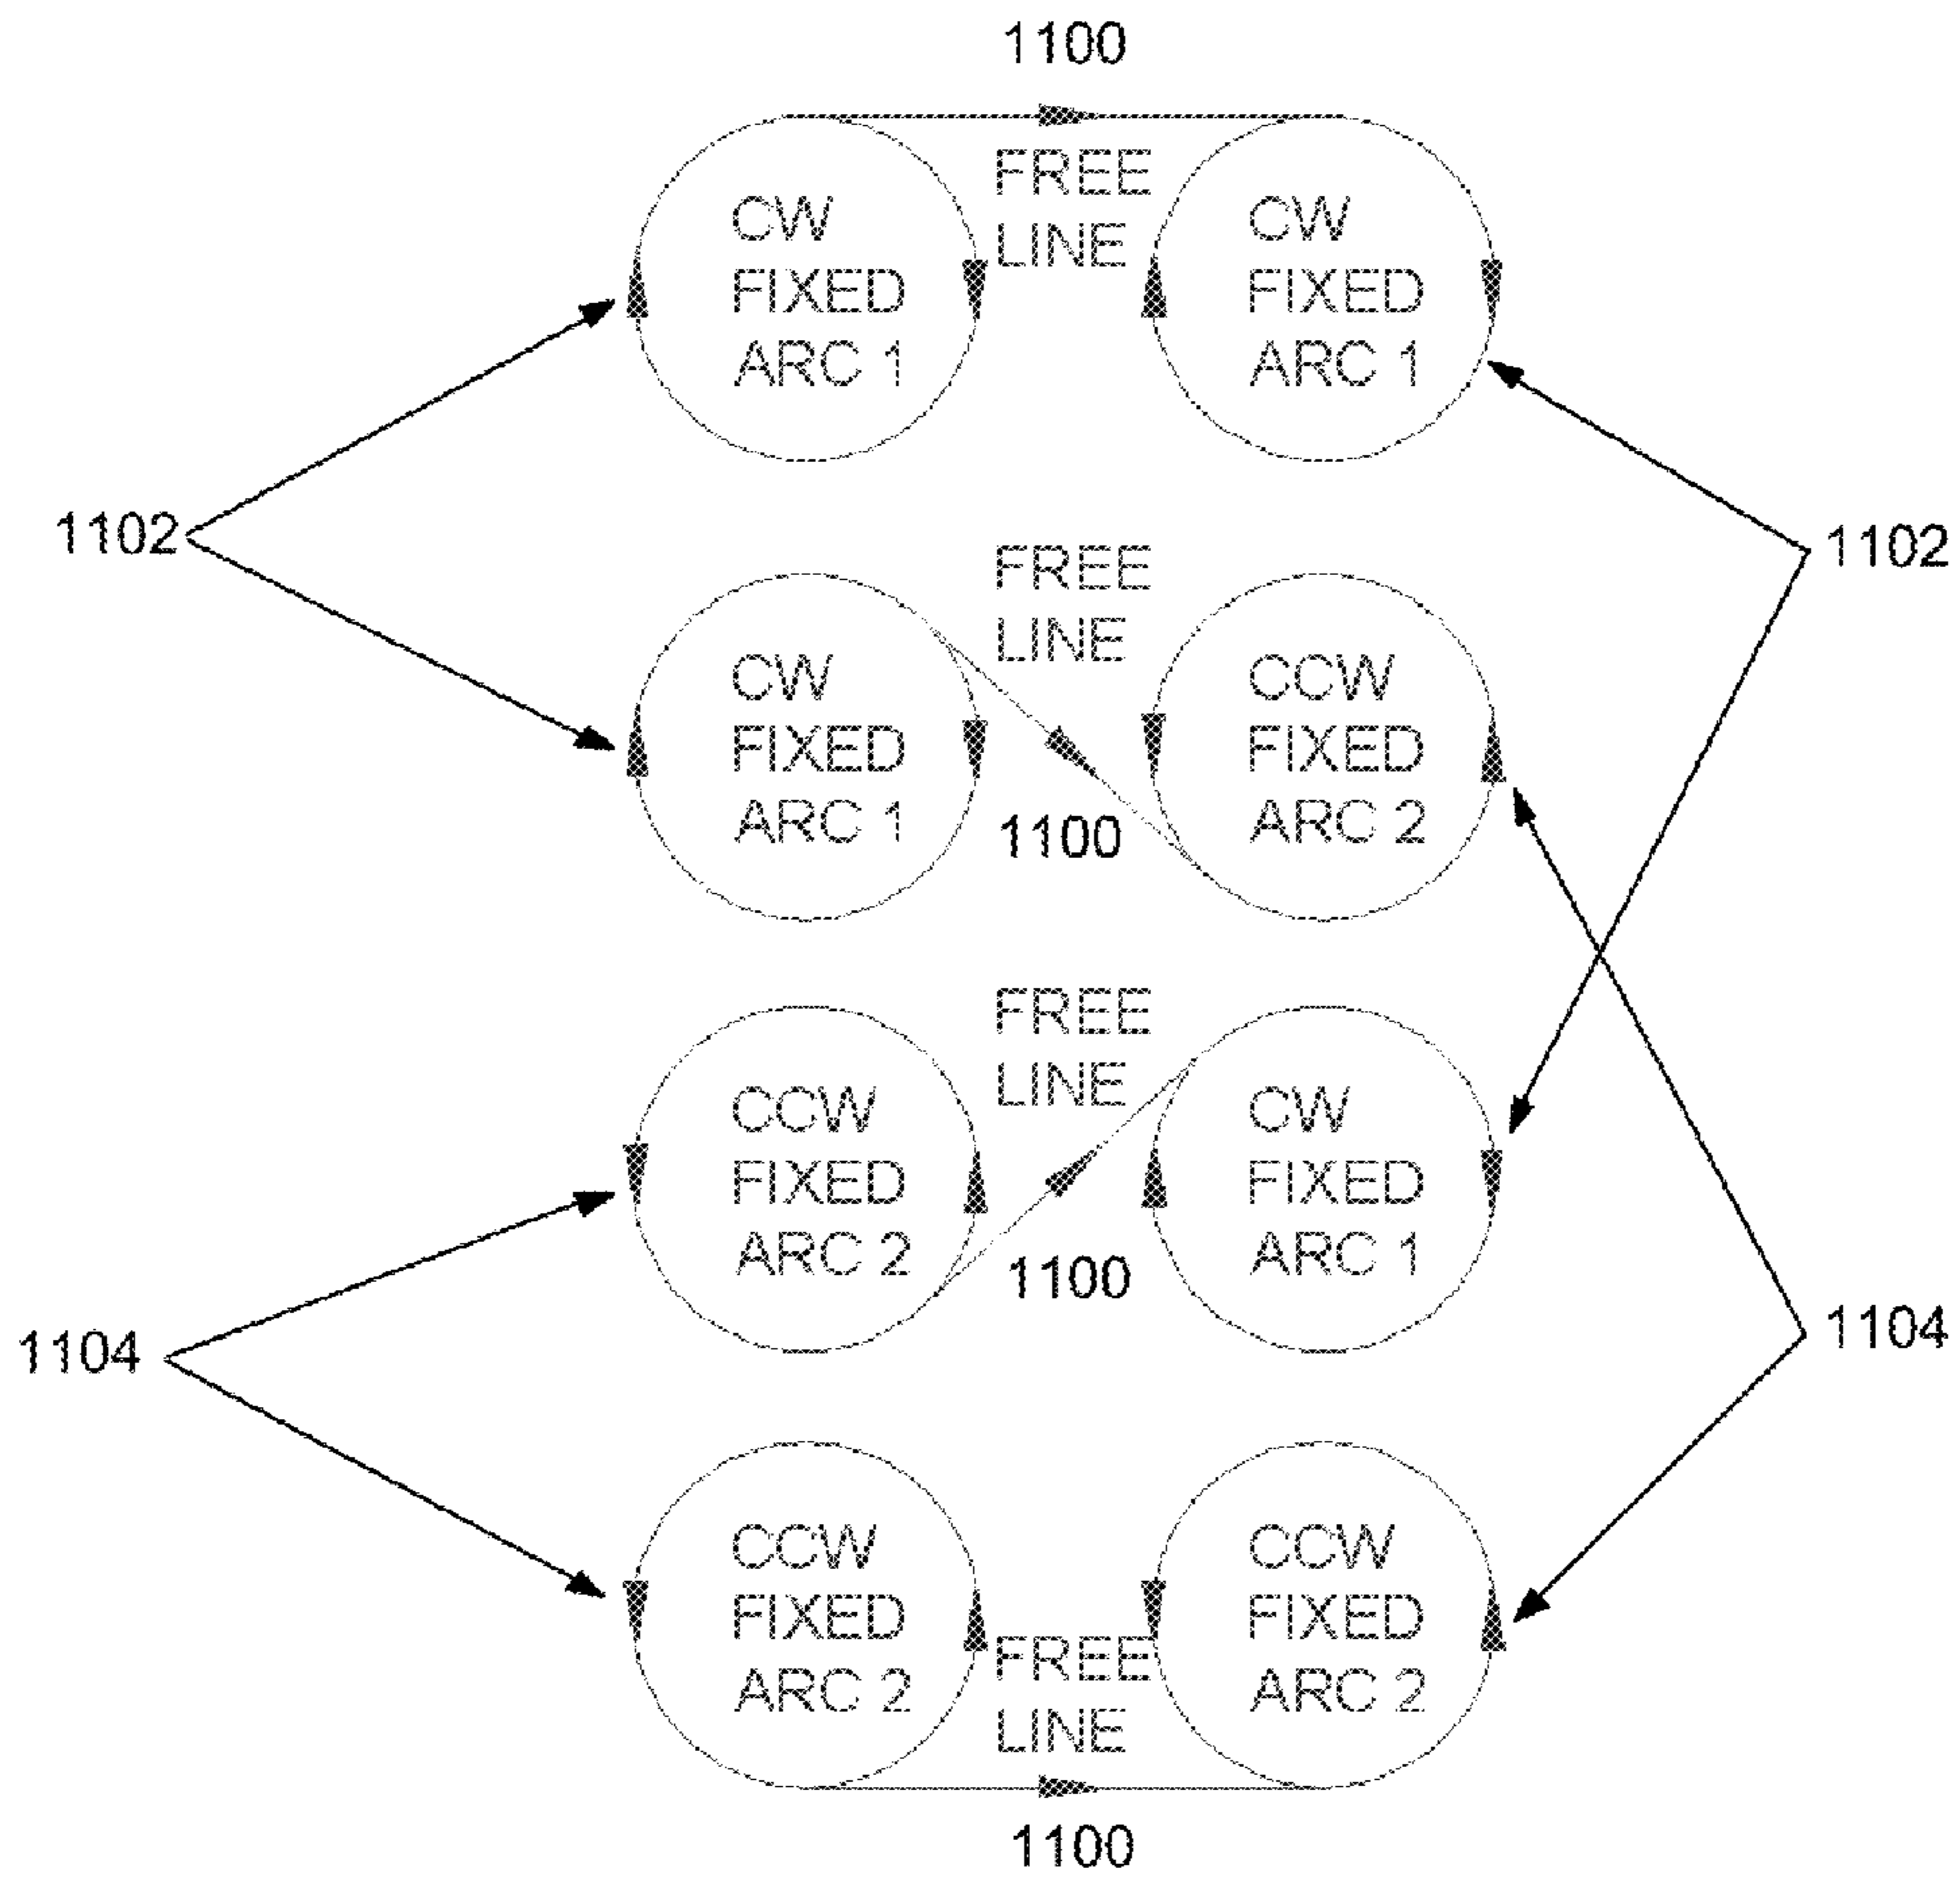 1100
FREE
LINE
CW
FIXED
ARC 1
CW
FIXED
ARC 1
1102
1102
FREE
LINE
CW
FIXED
ARC 1
CCW
FIXED
ARC 2
1100
FREE
LINE
CCW
FIXED
ARC 2
CW
FIXED
ARC 1
1100
1104
1104
CCW
FIXED
ARC 2
CCW
FIXED
ARC 2
FREE
LINE
1100